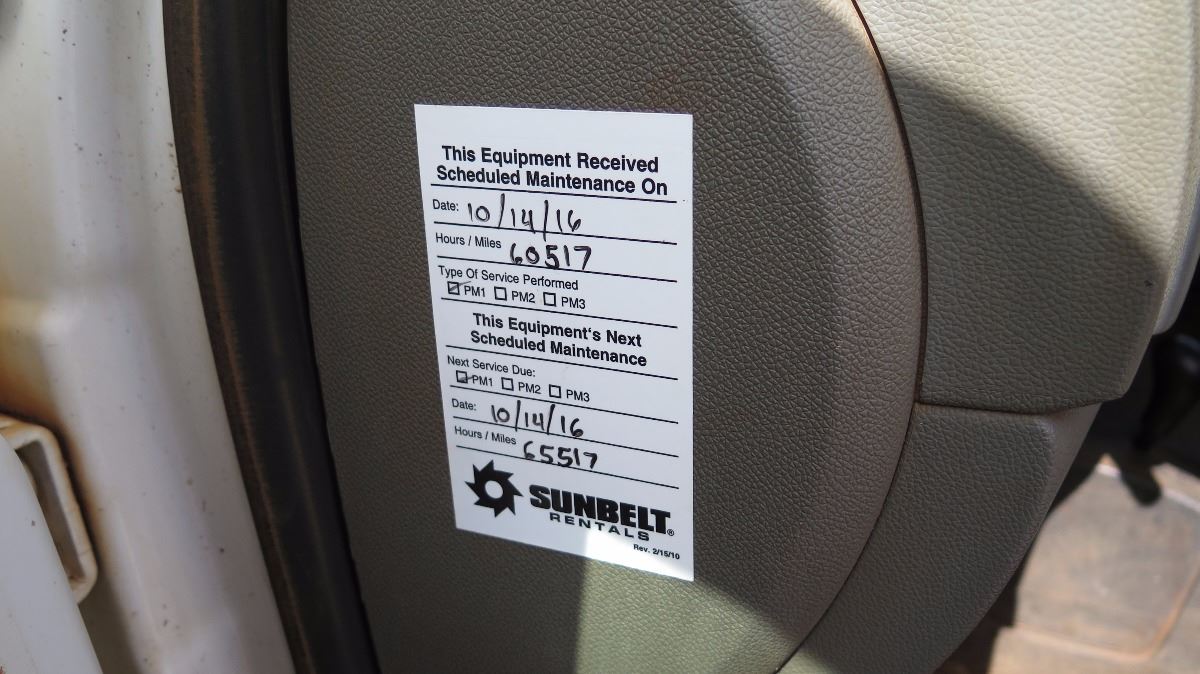 This Equipment Received
Scheduled Maintenance On
Date: 10/14/16
Hours / Miles 60517
Type Of Service Performed
☑ PM1 ☐ PM2 ☐ PM3
This Equipment's Next
Scheduled Maintenance
Next Service Due:
☑ PM1 ☐ PM2 ☐ PM3
Date: 10/14/16
Hours / Miles 65517
SUNBELT®
RENTALS
Rev. 2/15/10